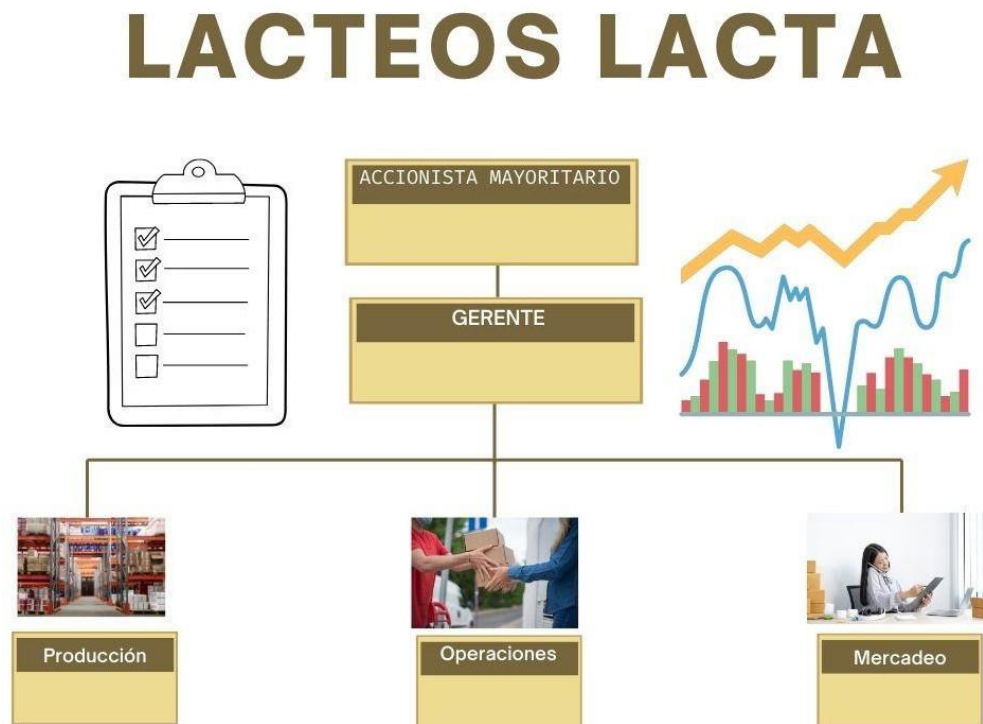 LACTEOS LACTA
ACCIONISTA MAYORITARIO
GERENTE
Producción
Operaciones
Mercadeo